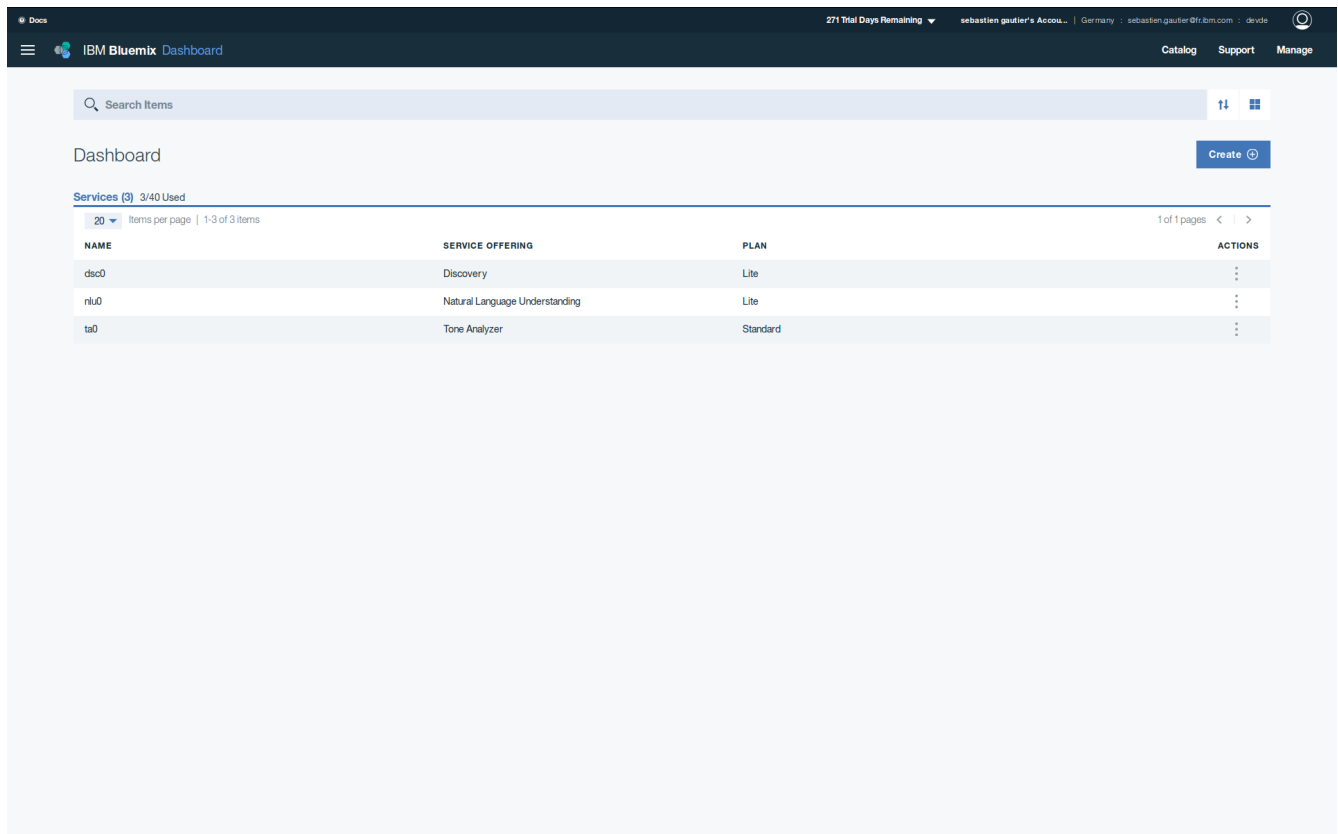 Docs 271 Trial Days Remaining sebastien gautier's Accou... | Germany : sebastien.gautier@fr.ibm.com : devde
IBM Bluemix Dashboard Catalog Support Manage
Search Items
Dashboard Create
Services (3) 3/40 Used
20 Items per page | 1-3 of 3 items 1 of 1 pages < | >
NAME SERVICE OFFERING PLAN ACTIONS
dsc0 Discovery Lite
nlu0 Natural Language Understanding Lite
ta0 Tone Analyzer Standard